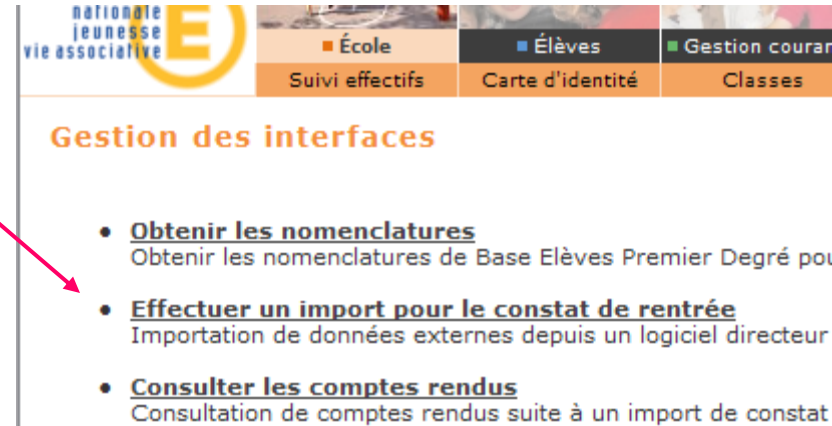 nationale
jeunesse
vie associative
École
Élèves
Gestion couran
Suivi effectifs
Carte d'identité
Classes
Gestion des interfaces
Obtenir les nomenclatures
Obtenir les nomenclatures de Base Elèves Premier Degré pou
Effectuer un import pour le constat de rentrée
Importation de données externes depuis un logiciel directeur
Consulter les comptes rendus
Consultation de comptes rendus suite à un import de constat